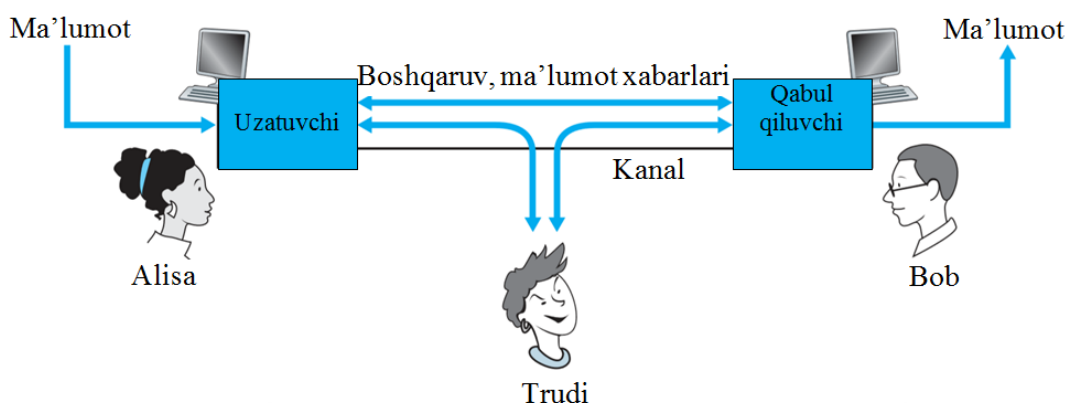 Ma’lumot
Ma’lumot
Boshqaruv, ma’lumot xabarlari
Uzatuvchi
Qabul
qiluvchi
Kanal
Alisa
Bob
Trudi